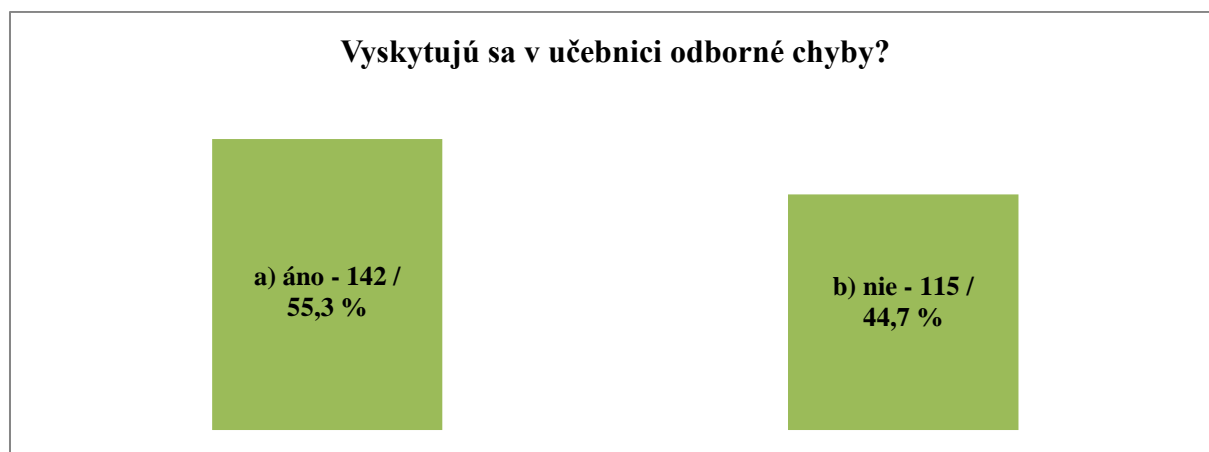 Vyskytujú sa v učebnici odborné chyby?
a) áno - 142 /
55,3 %
b) nie - 115 /
44,7 %